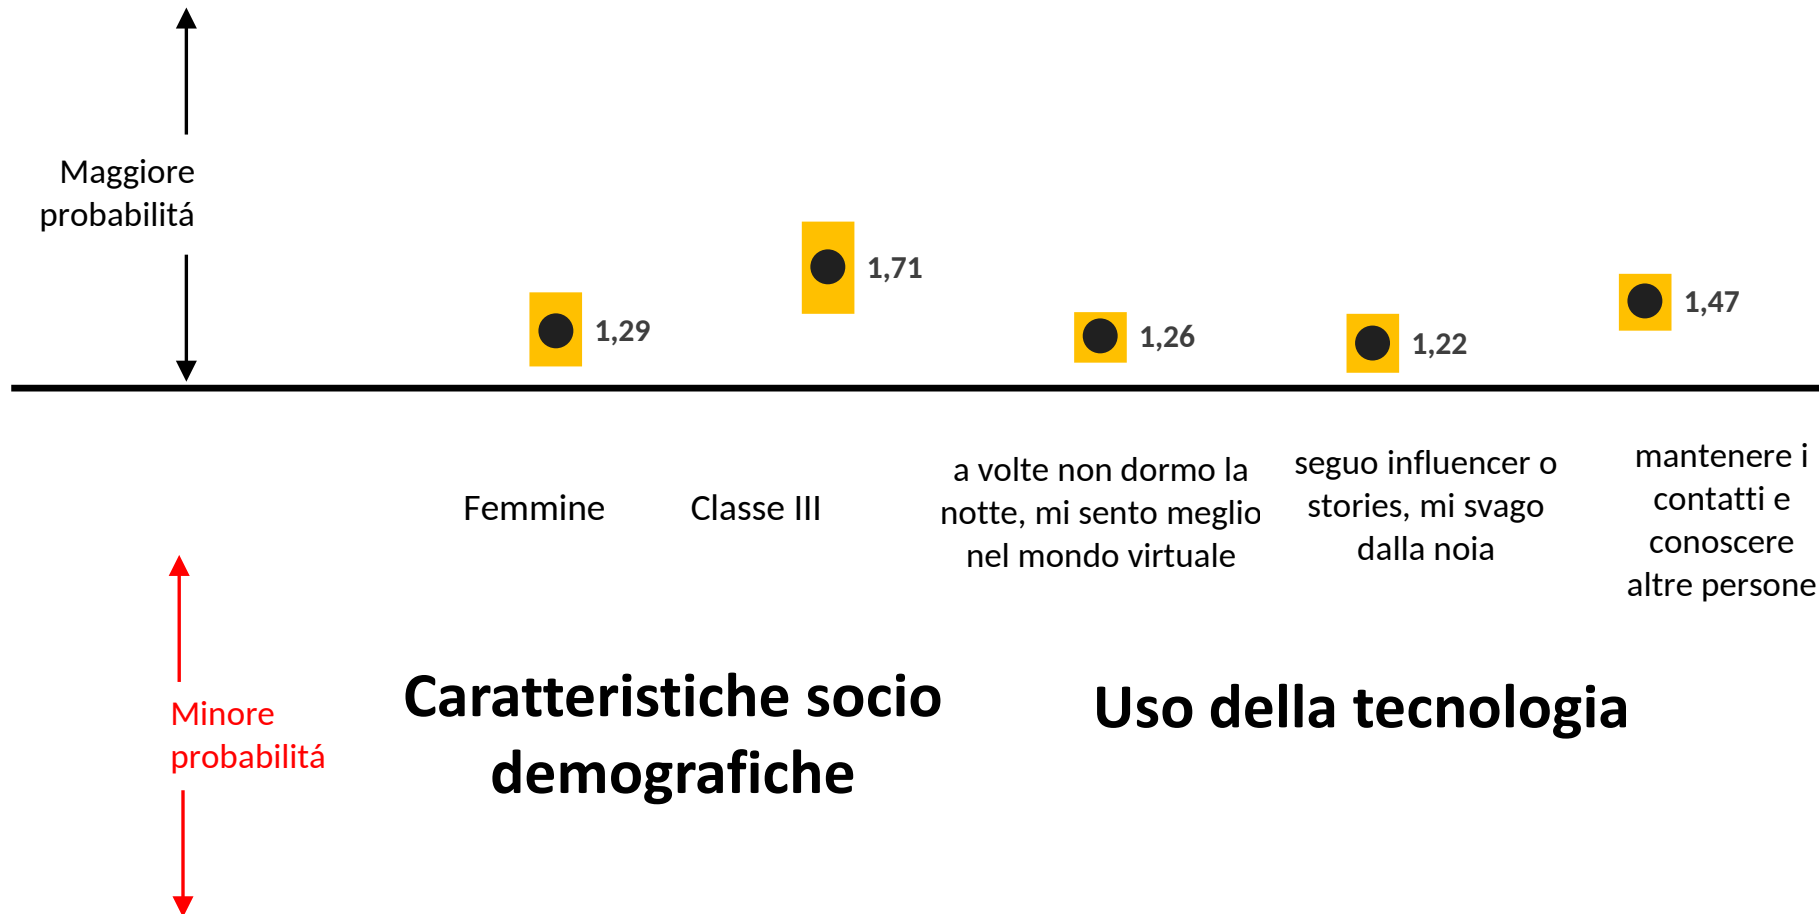 Maggiore
probabilitá
1,29
1,71
1,26
1,22
1,47
Femmine
Classe III
a volte non dormo la
notte, mi sento meglio
nel mondo virtuale
seguo influencer o
stories, mi svago
dalla noia
mantenere i
contatti e
conoscere
altre persone
Minore
probabilitá
Caratteristiche socio
demografiche
Uso della tecnologia